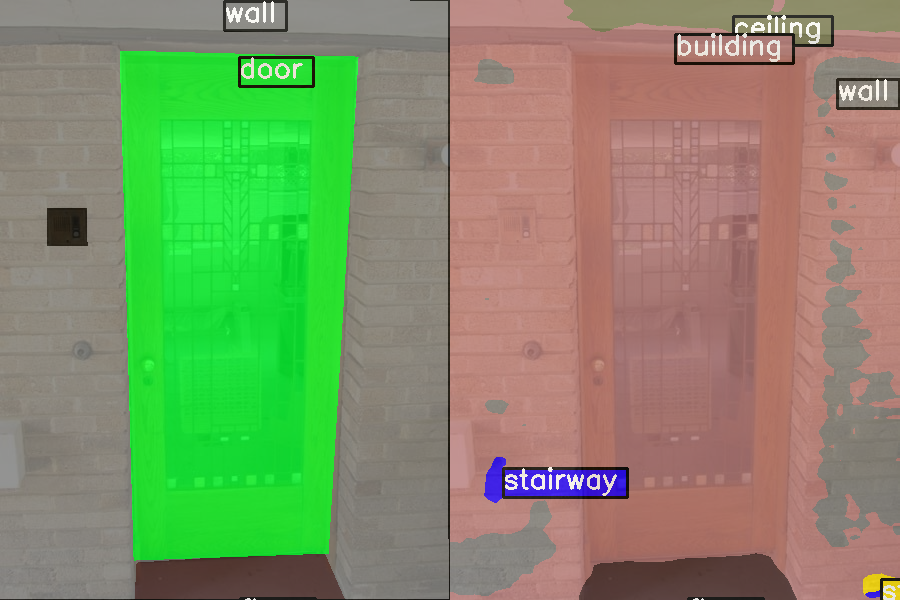 wall
door
ceiling
building
wall
stairway